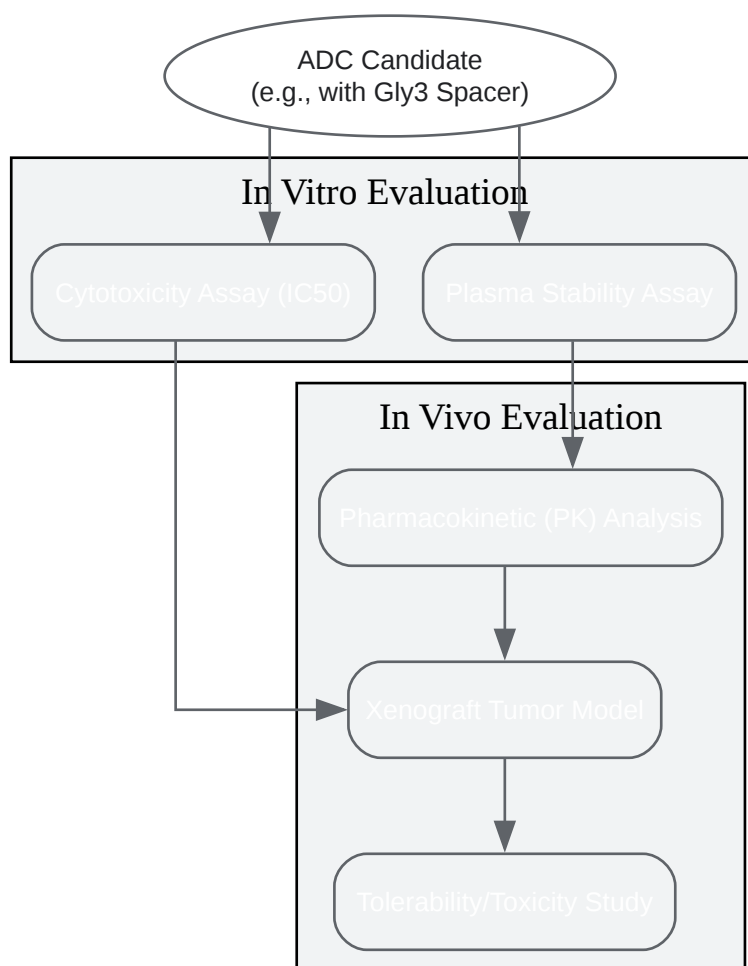 ADC Candidate
(e.g., with Gly3 Spacer)
In Vitro Evaluation
Cytotoxicity Assay (IC50)
Plasma Stability Assay
In Vivo Evaluation
Pharmacokinetic (PK) Analysis
Xenograft Tumor Model
Tolerability/Toxicity Study